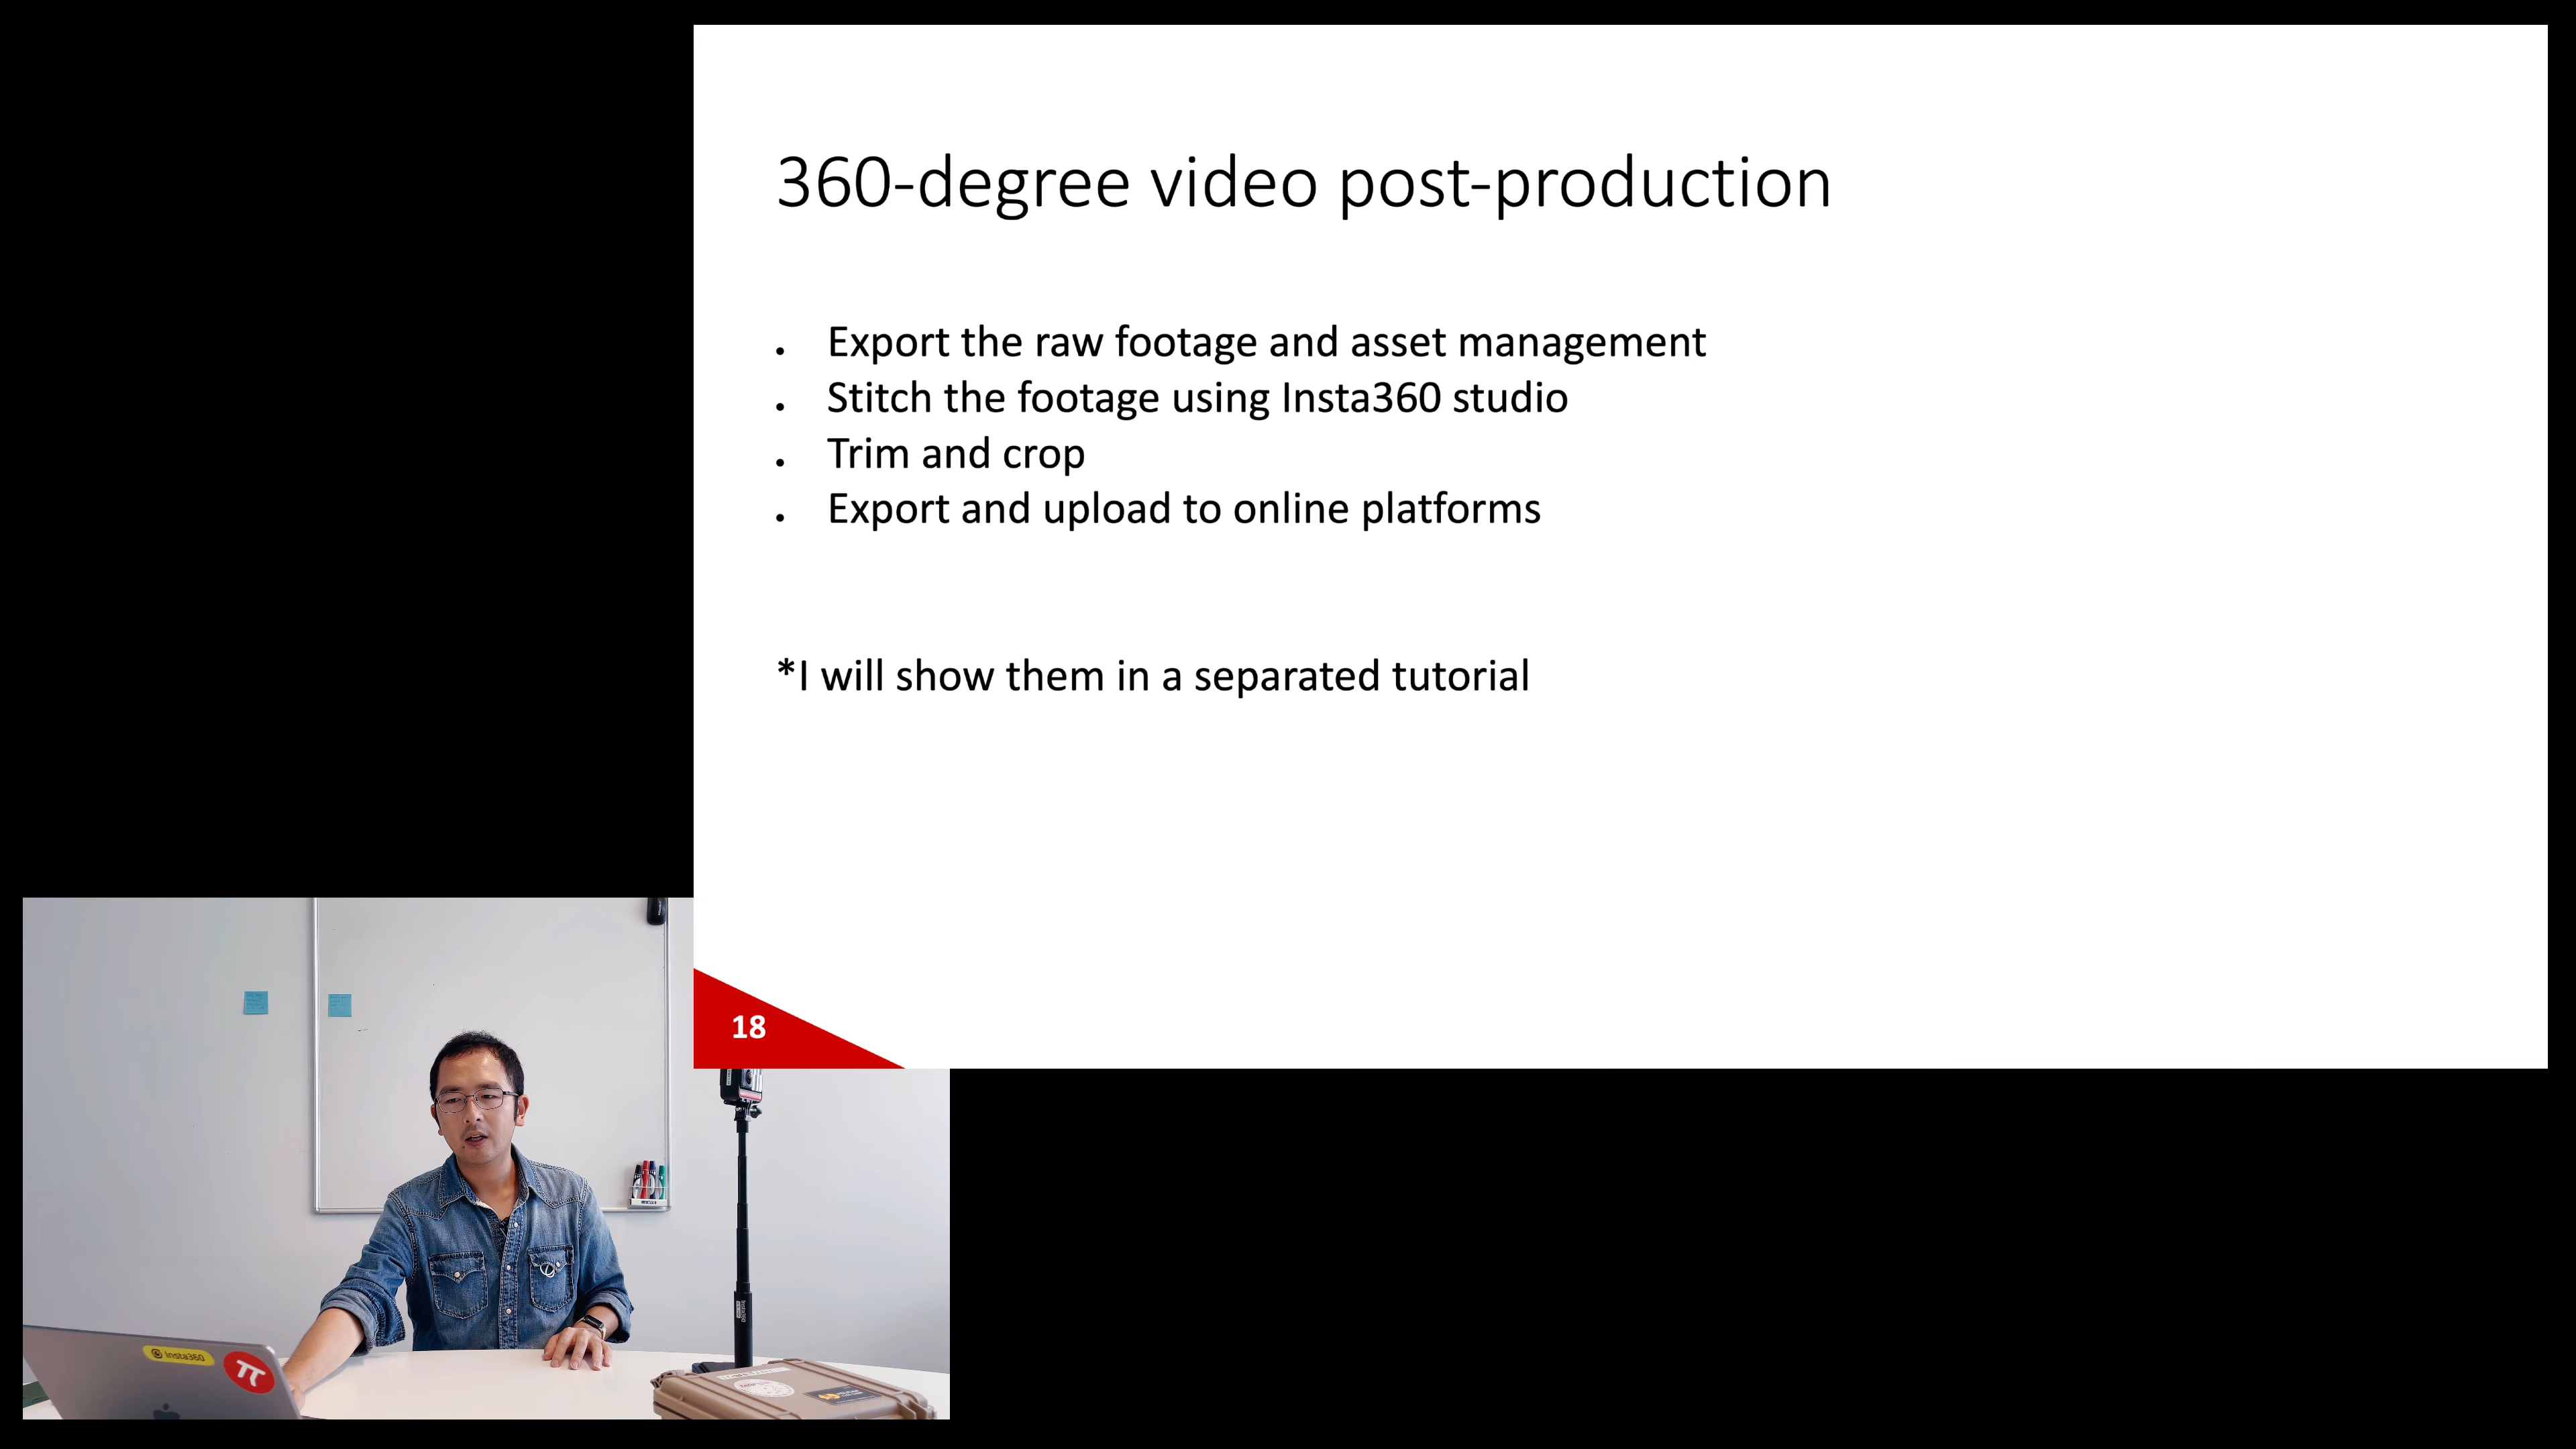 360-degree video post-production
• Export the raw footage and asset management
• Stitch the footage using Insta360 studio
• Trim and crop
• Export and upload to online platforms
*I will show them in a separated tutorial
18
Insta360
π
Insta360